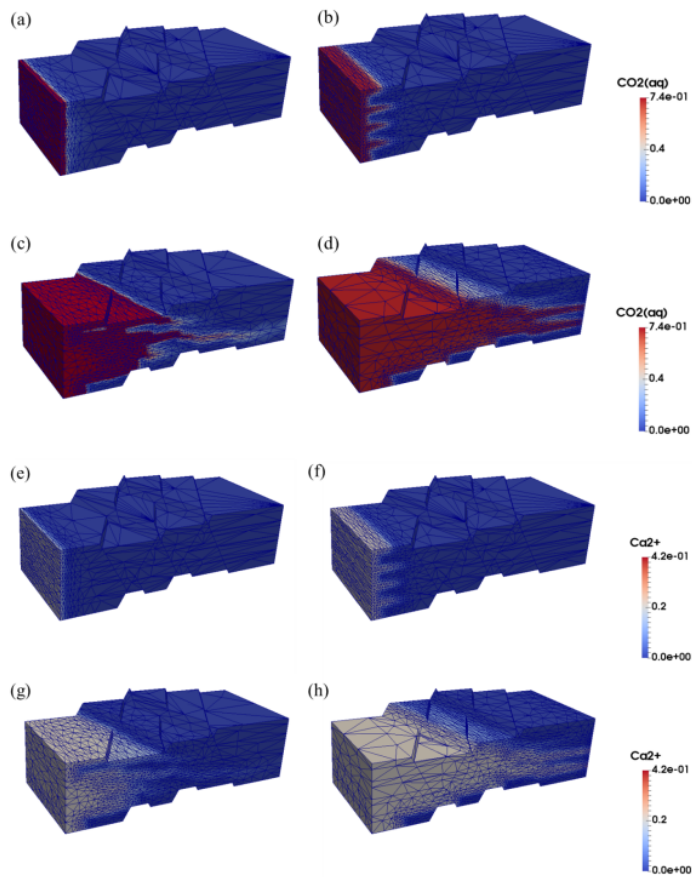 (a)
(b)
CO2(aq)
7.4e-01
0.4
0.0e+00
(c)
(d)
CO2(aq)
7.4e-01
0.4
0.0e+00
(e)
(f)
Ca2+
4.2e-01
0.2
0.0e+00
(g)
(h)
Ca2+
4.2e-01
0.2
0.0e+00